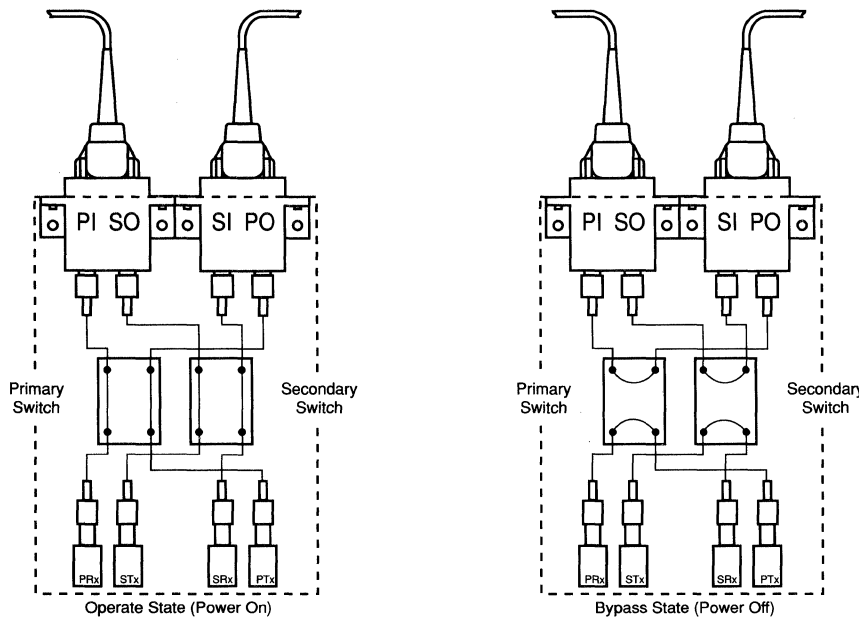 PI SO SI PO
PI SO SI PO
Primary
Switch
Secondary
Switch
Primary
Switch
Secondary
Switch
PRx STx SRx PTx
PRx STx SRx PTx
Operate State (Power On)
Bypass State (Power Off)